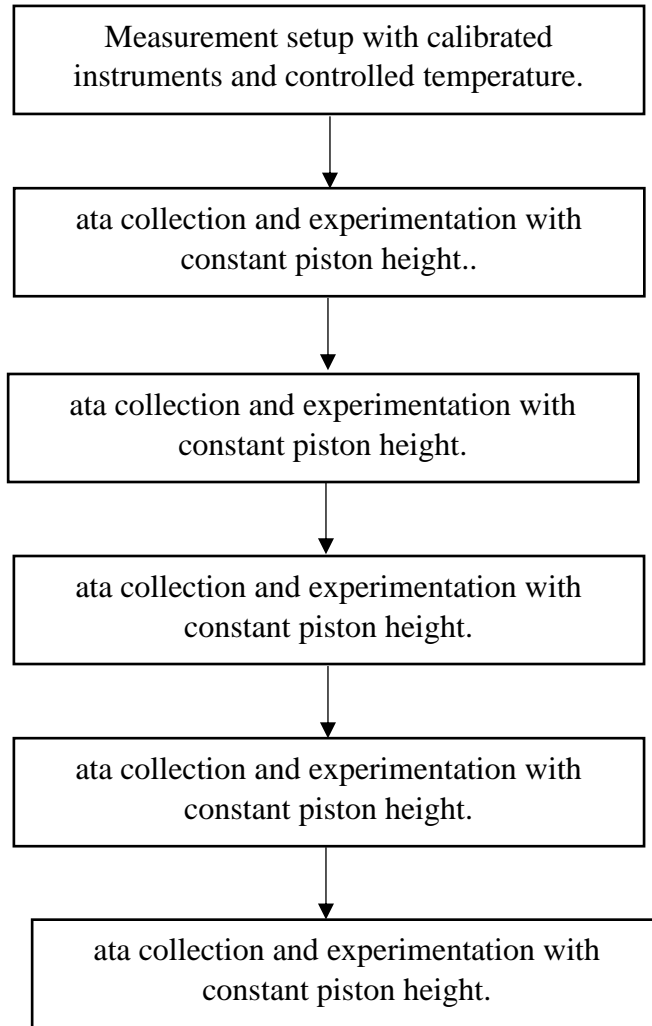 Measurement setup with calibrated
instruments and controlled temperature.
ata collection and experimentation with
constant piston height..
ata collection and experimentation with
constant piston height.
ata collection and experimentation with
constant piston height.
ata collection and experimentation with
constant piston height.
ata collection and experimentation with
constant piston height.